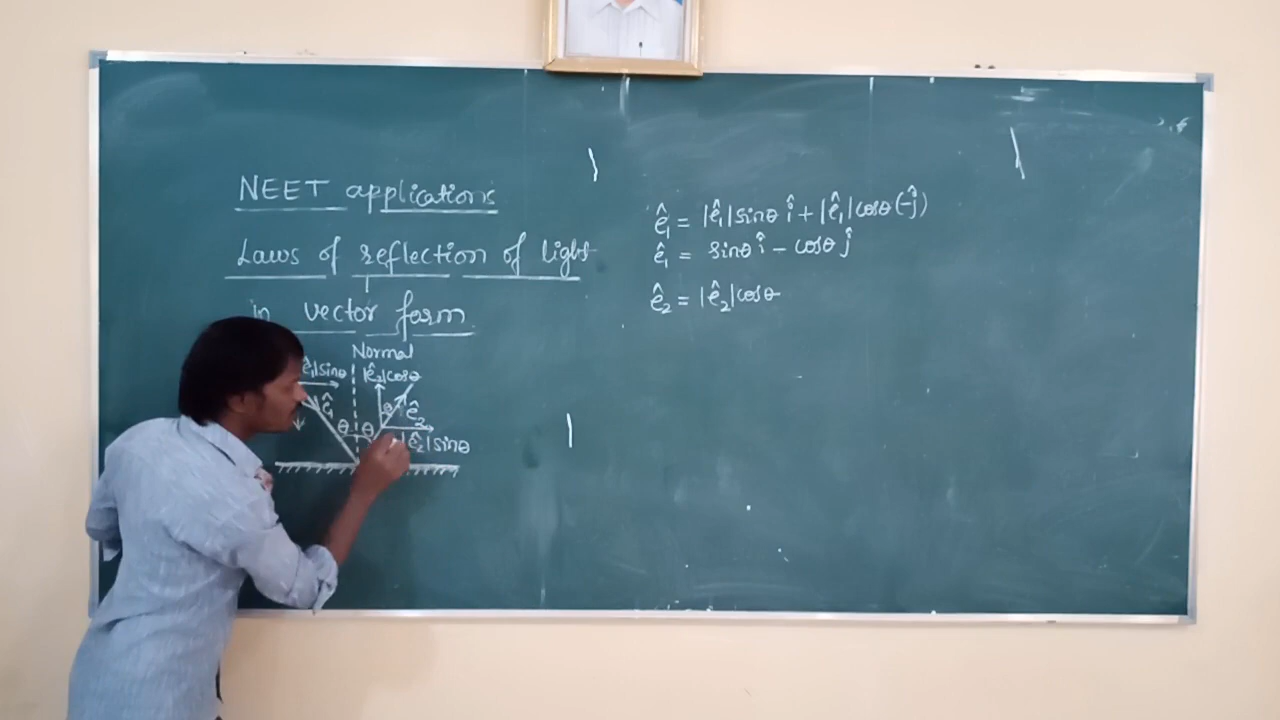 NEET applications
Laws of reflection of light
in vector form
Normal
ê₁|sinθ
|ê₂|cosθ
ê₁
θ
θ
θ
ê₂
|ê₂|sinθ
ê₁ = |ê₁|sinθ î + |ê₁|cosθ (-ĵ)
ê₁ = sinθ î - cosθ ĵ
ê₂ = |ê₂|cosθ